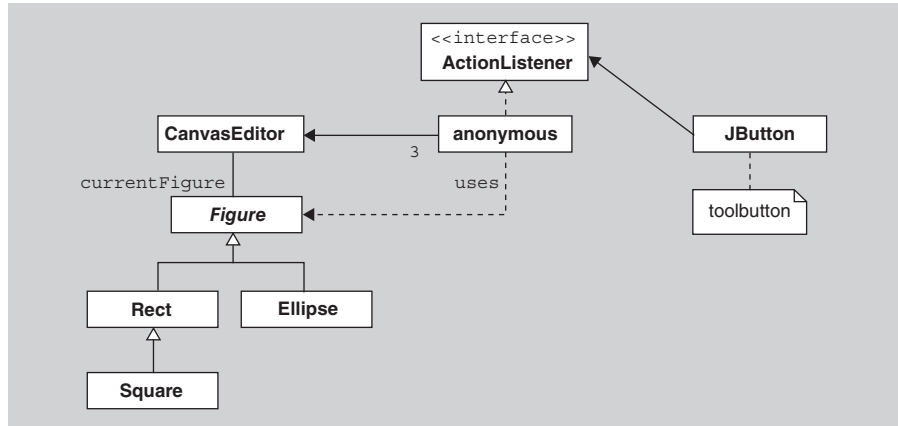 <<interface>>
ActionListener
CanvasEditor
anonymous
JButton
3
currentFigure
uses
Figure
toolbutton
Rect
Ellipse
Square